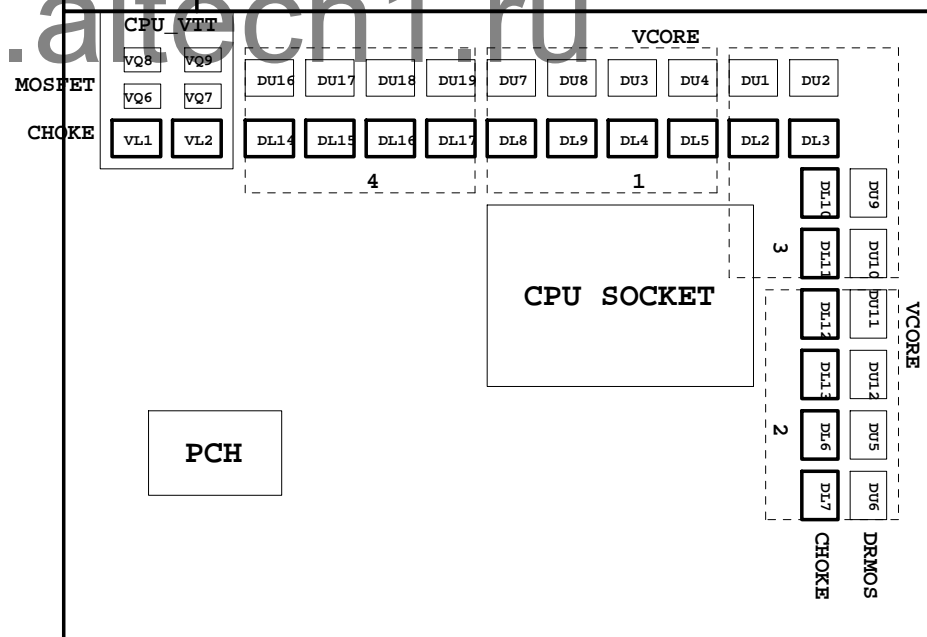 .altech1.ru
CPU_VTT
VCORE
VQ8 VQ9
MOSFET
DU16 DU17 DU18 DU19 DU7 DU8 DU3 DU4 DU1 DU2
VQ6 VQ7
CHOKE
VL1 VL2 DL14 DL15 DL16 DL17 DL8 DL9 DL4 DL5 DL2 DL3
4
1
DL10 DU9
3
DL11 DU10
CPU SOCKET
DL12 DU11
VCORE
DL13 DU12
2
DL6 DU5
PCH
DL7 DU6
CHOKE
DRMOS